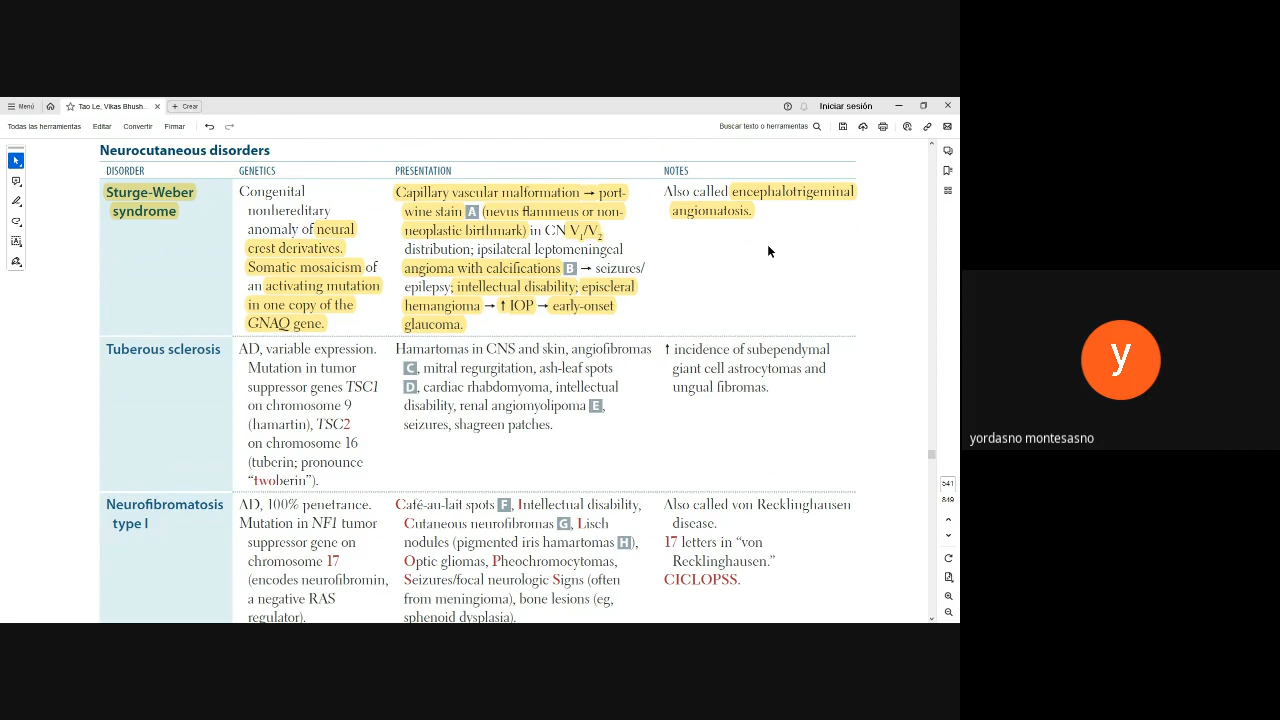 Menú
Tao Le, Vikas Bhush...
Crear
Iniciar sesión
Todas las herramientas
Editar
Convertir
Firmar
Buscar texto o herramientas
Neurocutaneous disorders
DISORDER
GENETICS
PRESENTATION
NOTES
Sturge-Weber
syndrome
Congenital
nonhereditary
anomaly of neural
crest derivatives.
Somatic mosaicism of
an activating mutation
in one copy of the
GNAQ gene.
Capillary vascular malformation → port-
wine stain A (nevus flammeus or non-
neoplastic birthmark) in CN V1/V2
distribution; ipsilateral leptomeningeal
angioma with calcifications B → seizures/
epilepsy; intellectual disability; episcleral
hemangioma → ↑ IOP → early-onset
glaucoma.
Also called encephalotrigeminal
angiomatosis.
Tuberous sclerosis
AD, variable expression.
Mutation in tumor
suppressor genes TSC1
on chromosome 9
(hamartin), TSC2
on chromosome 16
(tuberin; pronounce
“twoberin”).
Hamartomas in CNS and skin, angiofibromas
C, mitral regurgitation, ash-leaf spots
D, cardiac rhabdomyoma, intellectual
disability, renal angiomyolipoma E,
seizures, shagreen patches.
↑ incidence of subependymal
giant cell astrocytomas and
ungual fibromas.
Neurofibromatosis
type I
AD, 100% penetrance.
Mutation in NF1 tumor
suppressor gene on
chromosome 17
(encodes neurofibromin,
a negative RAS
regulator).
Café-au-lait spots F, Intellectual disability,
Cutaneous neurofibromas G, Lisch
nodules (pigmented iris hamartomas H),
Optic gliomas, Pheochromocytomas,
Seizures/focal neurologic Signs (often
from meningioma), bone lesions (eg,
sphenoid dysplasia).
Also called von Recklinghausen
disease.
17 letters in “von
Recklinghausen.”
CICLOPSS.
541
849
y
yordasno montesasno